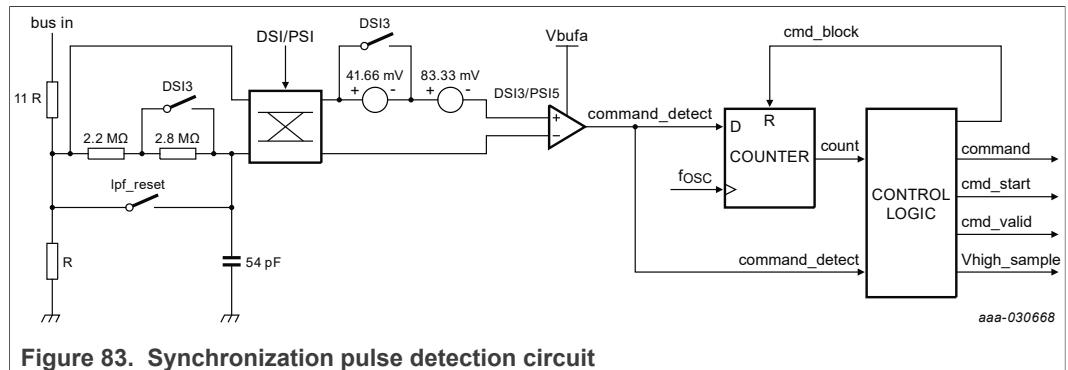 bus in
11 R
DSI3
2.2 MΩ
2.8 MΩ
lpf_reset
R
54 pF
DSI/PSI
DSI3
41.66 mV
83.33 mV
+ -
+ -
DSI3/PSI5
Vbufa
+
−
command_detect
cmd_block
D
R
COUNTER
fOSC
count
CONTROL
LOGIC
command
cmd_start
cmd_valid
Vhigh_sample
command_detect
aaa-030668
Figure 83. Synchronization pulse detection circuit